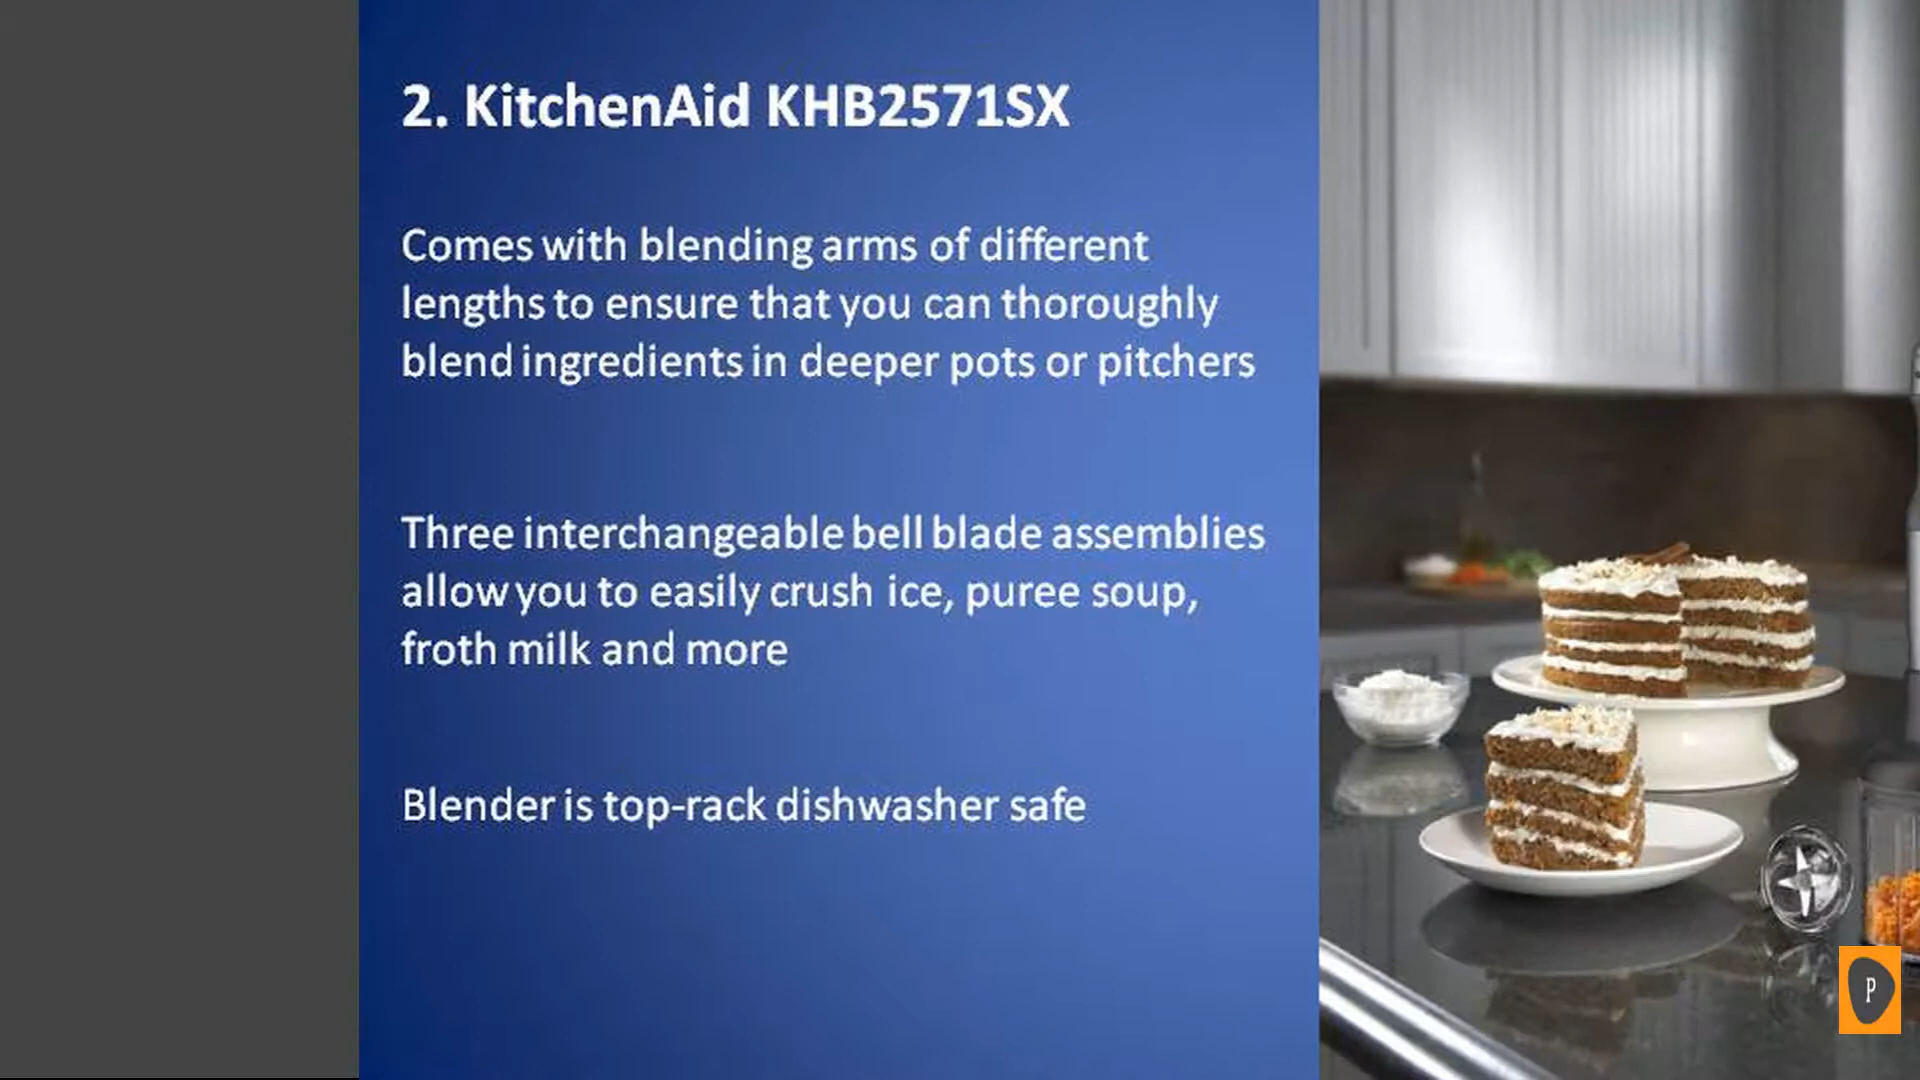 2. KitchenAid KHB2571SX
Comes with blending arms of different
lengths to ensure that you can thoroughly
blend ingredients in deeper pots or pitchers
Three interchangeable bell blade assemblies
allow you to easily crush ice, puree soup,
froth milk and more
Blender is top-rack dishwasher safe
P